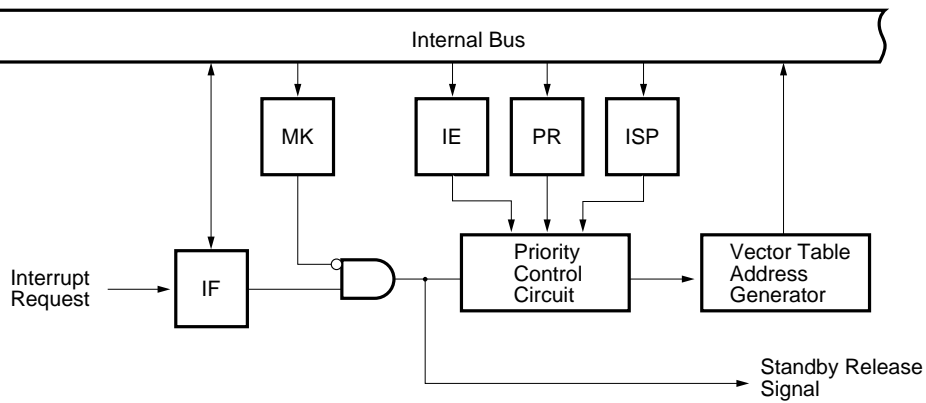 Internal Bus
MK
IE
PR
ISP
Interrupt
Request
IF
Priority
Control
Circuit
Vector Table
Address
Generator
Standby Release
Signal